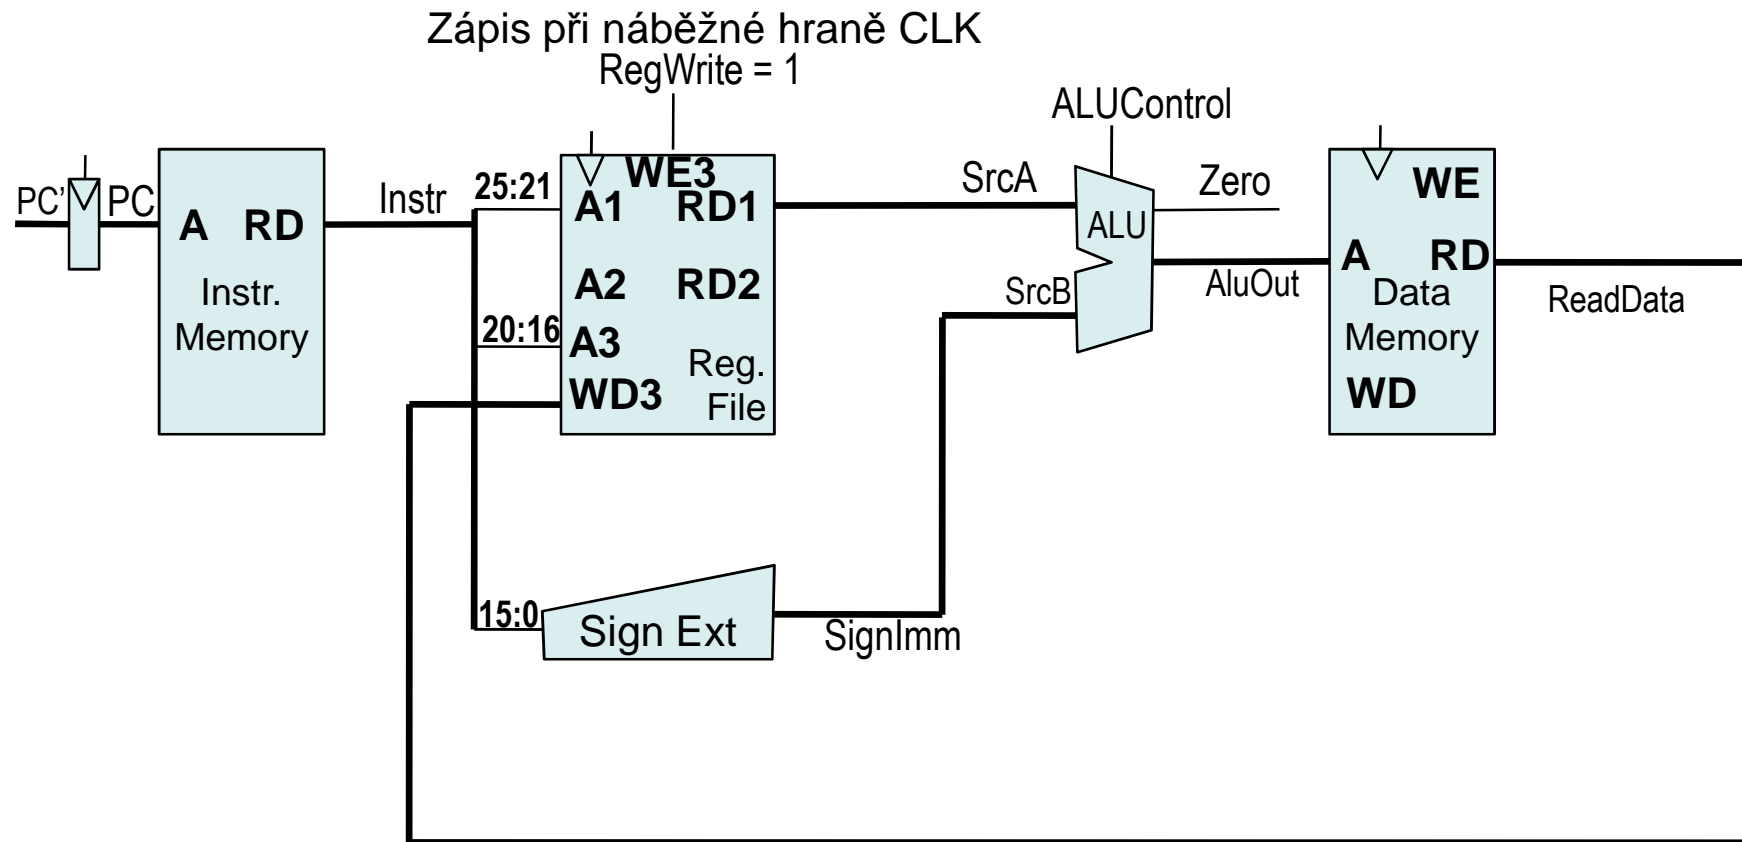 Zápis při náběžné hraně CLK
RegWrite = 1
ALUControl
PC’
PC
A RD
Instr.
Memory
Instr
25:21
20:16
15:0
WE3
A1 RD1
A2 RD2
A3
Reg.
WD3
File
Sign Ext
SignImm
SrcA
SrcB
ALU
Zero
AluOut
WE
A RD
Data
Memory
WD
ReadData